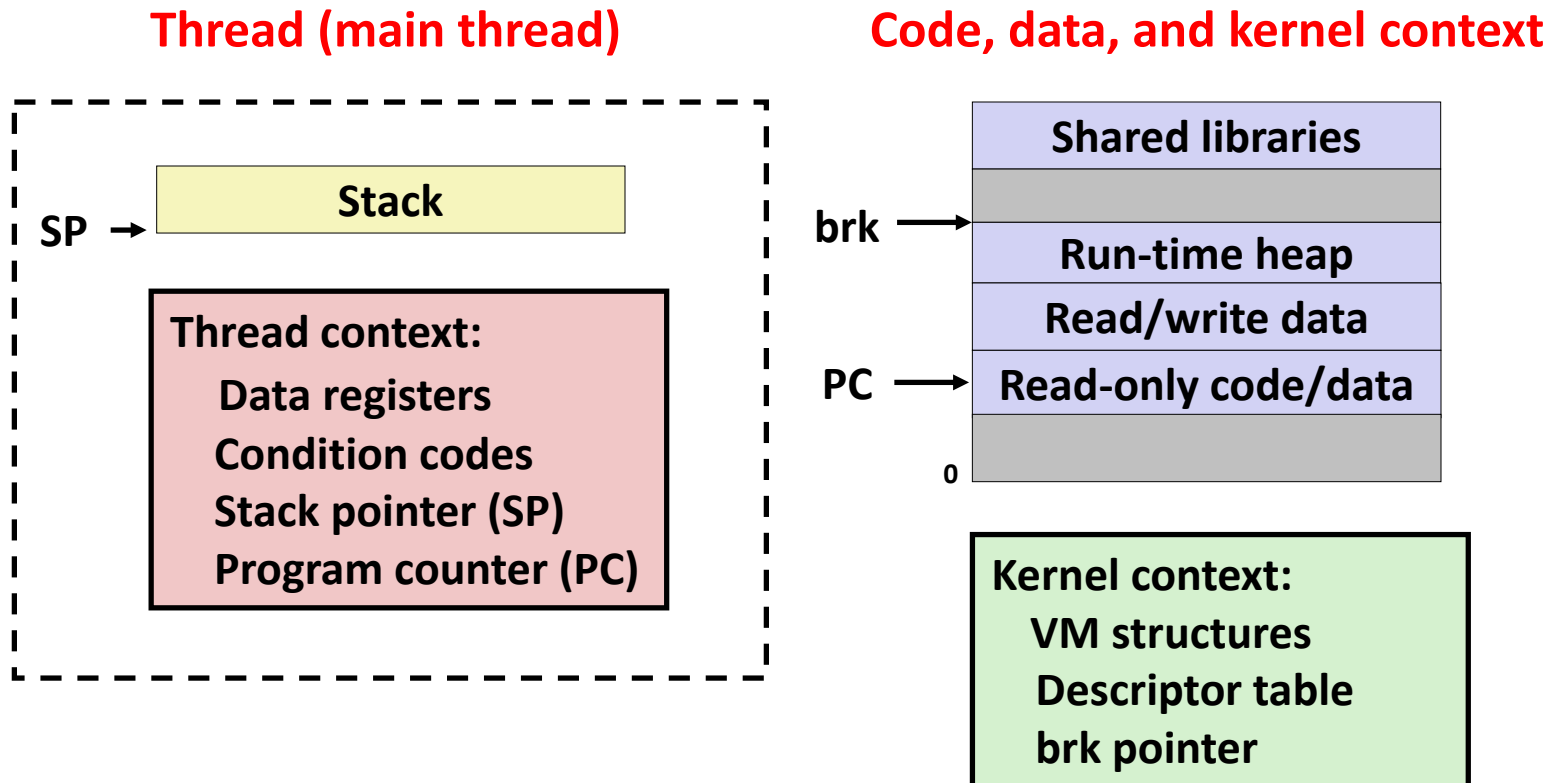 Thread (main thread)
Stack
SP
Thread context:
Data registers
Condition codes
Stack pointer (SP)
Program counter (PC)
Code, data, and kernel context
Shared libraries
brk
Run-time heap
Read/write data
PC
Read-only code/data
0
Kernel context:
VM structures
Descriptor table
brk pointer